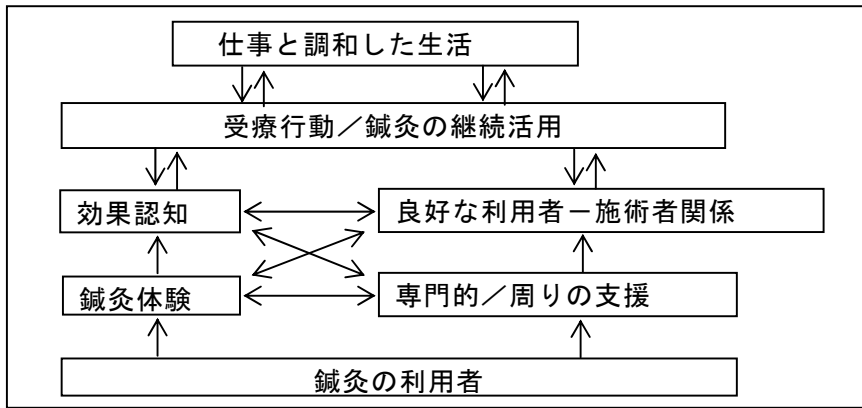 仕事と調和した生活
受療行動／鍼灸の継続活用
効果認知
良好な利用者－施術者関係
鍼灸体験
専門的／周りの支援
鍼灸の利用者